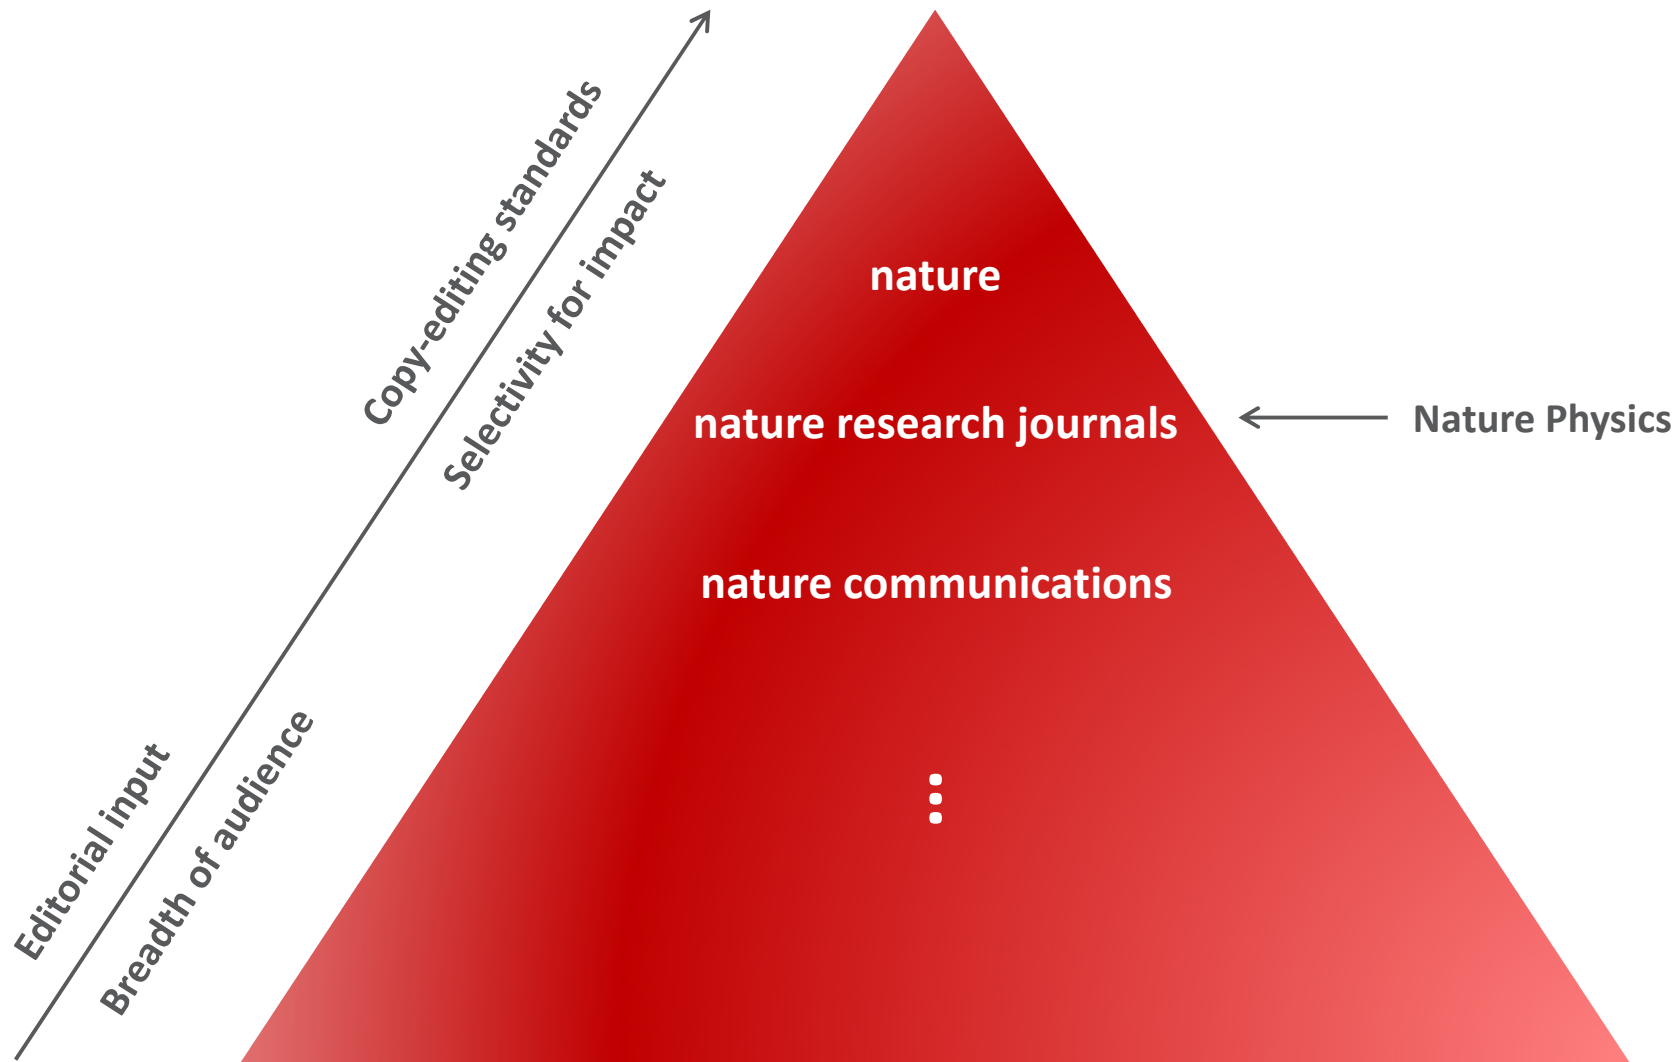 Copy-editing standards
Selectivity for impact
Editorial input
Breadth of audience
nature
nature research journals
Nature Physics
nature communications
⋮